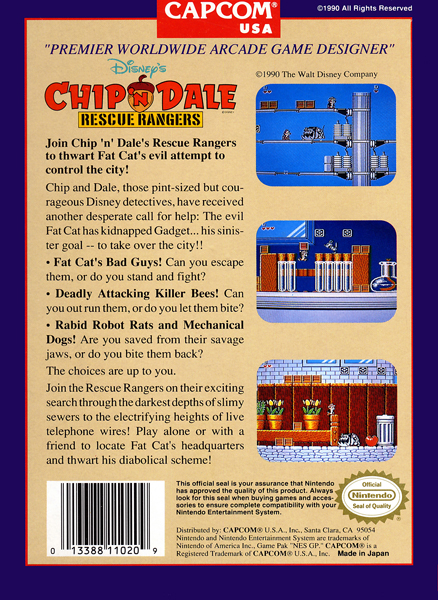 CAPCOM®
USA
©1990 All Rights Reserved
"PREMIER WORLDWIDE ARCADE GAME DESIGNER"
Disney's
CHIP 'N DALE
RESCUE RANGERS
©1990 The Walt Disney Company
Join Chip 'n' Dale's Rescue Rangers
to thwart Fat Cat's evil attempt to
control the city!
Chip and Dale, those pint-sized but cou-
rageous Disney detectives, have received
another desperate call for help: The evil
Fat Cat has kidnapped Gadget... his sinis-
ter goal -- to take over the city!!
• Fat Cat's Bad Guys! Can you escape
them, or do you stand and fight?
• Deadly Attacking Killer Bees! Can
you out run them, or do you let them bite?
• Rabid Robot Rats and Mechanical
Dogs! Are you saved from their savage
jaws, or do you bite them back?
The choices are up to you.
Join the Rescue Rangers on their exciting
search through the darkest depths of slimy
sewers to the electrifying heights of live
telephone wires! Play alone or with a
friend to locate Fat Cat's headquarters
and thwart his diabolical scheme!
This official seal is your assurance that Nintendo
has approved the quality of this product. Always
look for this seal when buying games and acces-
sories to ensure complete compatibility with your
Nintendo Entertainment System.
Official
Nintendo
Seal of Quality
Distributed by: CAPCOM® U.S.A., Inc., Santa Clara, CA 95054
Nintendo and Nintendo Entertainment System are trademarks of
Nintendo of America Inc., Game Pak "NES GP." CAPCOM® is a
Registered Trademark of CAPCOM® U.S.A., Inc. Made in Japan
0 13388 11020 9